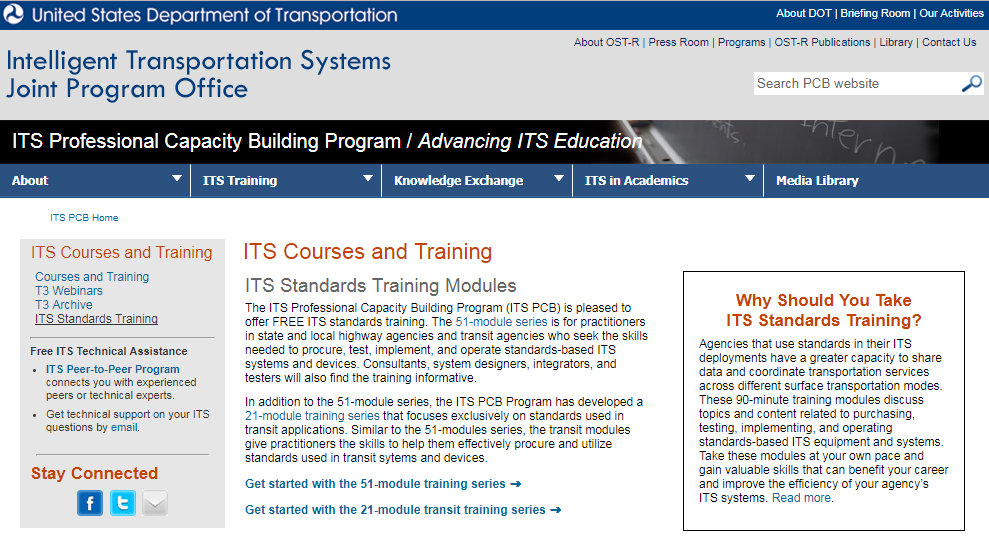 United States Department of Transportation
About DOT | Briefing Room | Our Activities
About OST-R | Press Room | Programs | OST-R Publications | Library | Contact Us
Intelligent Transportation Systems
Joint Program Office
Search PCB website
ITS Professional Capacity Building Program / Advancing ITS Education
About
ITS Training
Knowledge Exchange
ITS in Academics
Media Library
ITS PCB Home
ITS Courses and Training
Courses and Training
T3 Webinars
T3 Archive
ITS Standards Training
Free ITS Technical Assistance
• ITS Peer-to-Peer Program
connects you with experienced
peers or technical experts.
• Get technical support on your ITS
questions by email.
Stay Connected
ITS Courses and Training
ITS Standards Training Modules
The ITS Professional Capacity Building Program (ITS PCB) is pleased to
offer FREE ITS standards training. The 51-module series is for practitioners
in state and local highway agencies and transit agencies who seek the skills
needed to procure, test, implement, and operate standards-based ITS
systems and devices. Consultants, system designers, integrators, and
testers will also find the training informative.
In addition to the 51-module series, the ITS PCB Program has developed a
21-module training series that focuses exclusively on standards used in
transit applications. Similar to the 51-modules series, the transit modules
give practitioners the skills to help them effectively procure and utilize
standards used in transit sytems and devices.
Get started with the 51-module training series ➔
Get started with the 21-module transit training series ➔
Why Should You Take
ITS Standards Training?
Agencies that use standards in their ITS
deployments have a greater capacity to share
data and coordinate transportation services
across different surface transportation modes.
These 90-minute training modules discuss
topics and content related to purchasing,
testing, implementing, and operating
standards-based ITS equipment and systems.
Take these modules at your own pace and
gain valuable skills that can benefit your career
and improve the efficiency of your agency's
ITS systems. Read more.